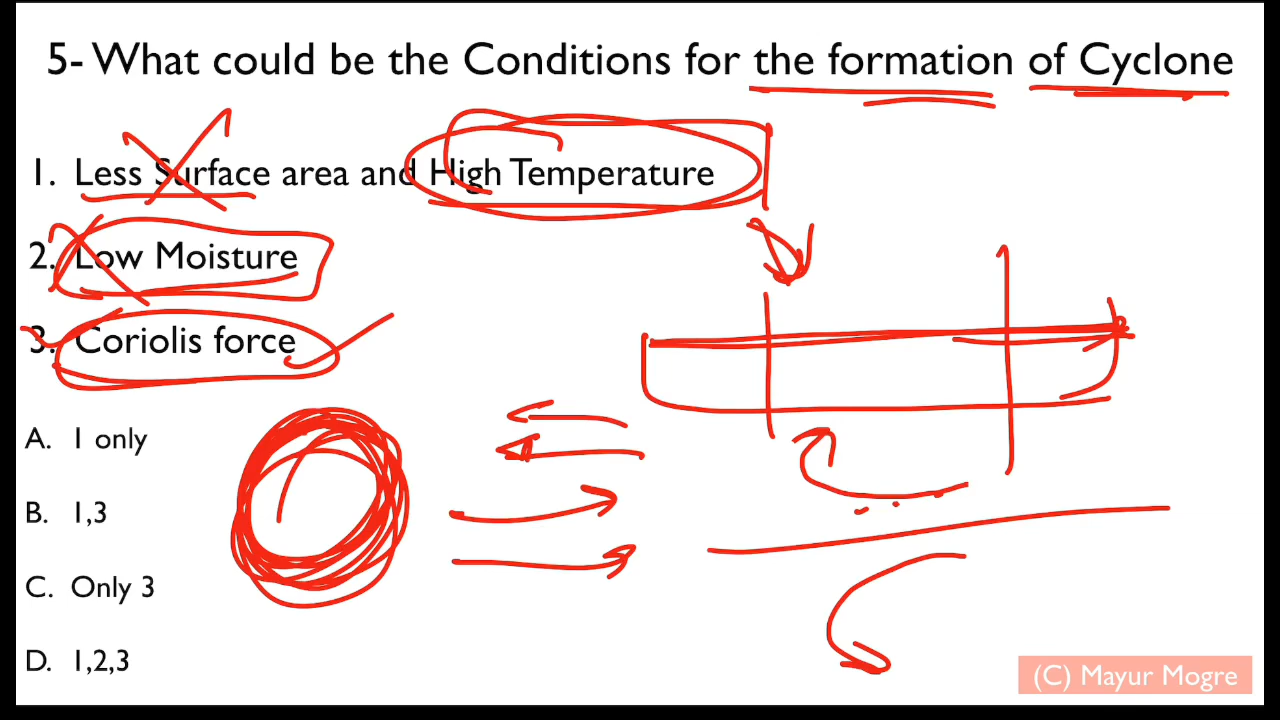 5- What could be the Conditions for the formation of Cyclone
1. Less Surface area and High Temperature
2. Low Moisture
3. Coriolis force
A. 1 only
B. 1,3
C. Only 3
D. 1,2,3
(C) Mayur Mogre